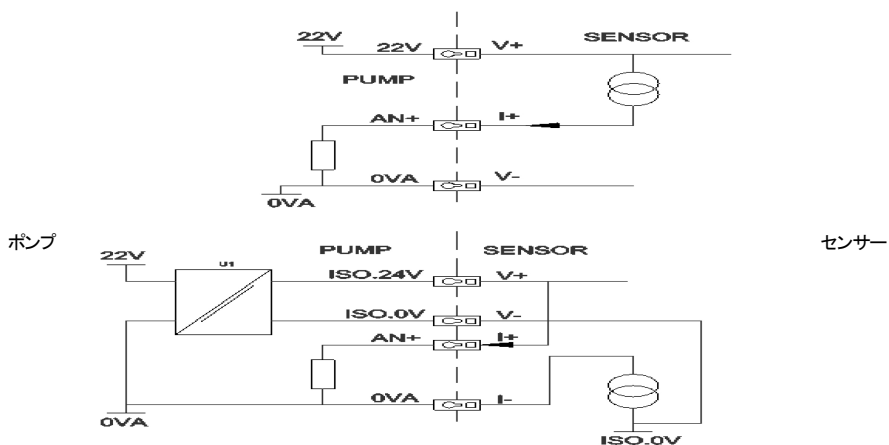 22V 22V V+ SENSOR
PUMP
AN+ I+
0VA V-
0VA
ポンプ センサー
22V U1 PUMP SENSOR
ISO.24V V+
ISO.0V V-
AN+ I+
0VA I-
0VA
ISO.0V